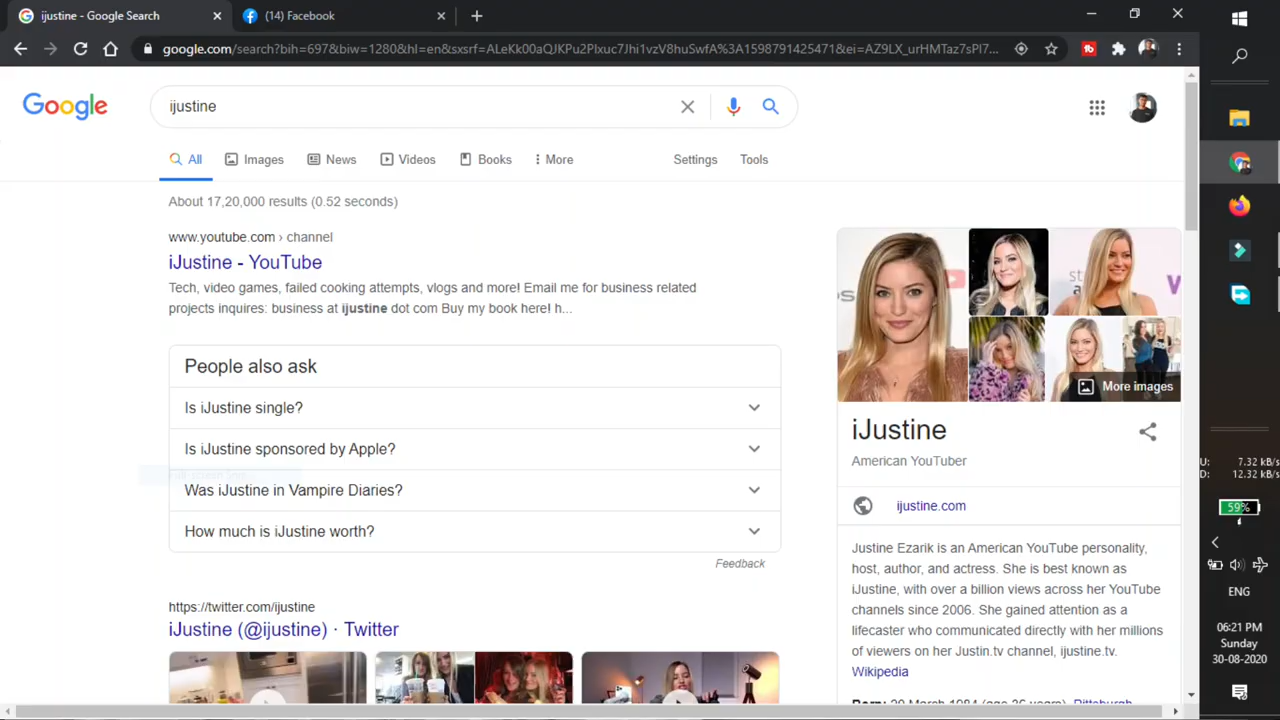 ijustine - Google Search
(14) Facebook
google.com/search?bih=697&biw=1280&hl=en&sxsrf=ALeKk00aQJKPu2Plxuc7Jhi1vzV8huSwfA%3A1598791425471&ei=AZ9LX_urHMTaz7sPl7...
Google
ijustine
All
Images
News
Videos
Books
More
Settings
Tools
About 17,20,000 results (0.52 seconds)
www.youtube.com › channel
iJustine - YouTube
Tech, video games, failed cooking attempts, vlogs and more! Email me for business related
projects inquires: business at ijustine dot com Buy my book here! h...
People also ask
Is iJustine single?
Is iJustine sponsored by Apple?
Was iJustine in Vampire Diaries?
How much is iJustine worth?
Feedback
https://twitter.com/ijustine
iJustine (@ijustine) · Twitter
More images
iJustine
American YouTuber
ijustine.com
Justine Ezarik is an American YouTube personality,
host, author, and actress. She is best known as
iJustine, with over a billion views across her YouTube
channels since 2006. She gained attention as a
lifecaster who communicated directly with her millions
of viewers on her Justin.tv channel, ijustine.tv.
Wikipedia
Born: 20 March 1984 (age 36 years), Pittsburgh,
U: 7.32 kB/s
D: 12.32 kB/s
59%
ENG
06:21 PM
Sunday
30-08-2020